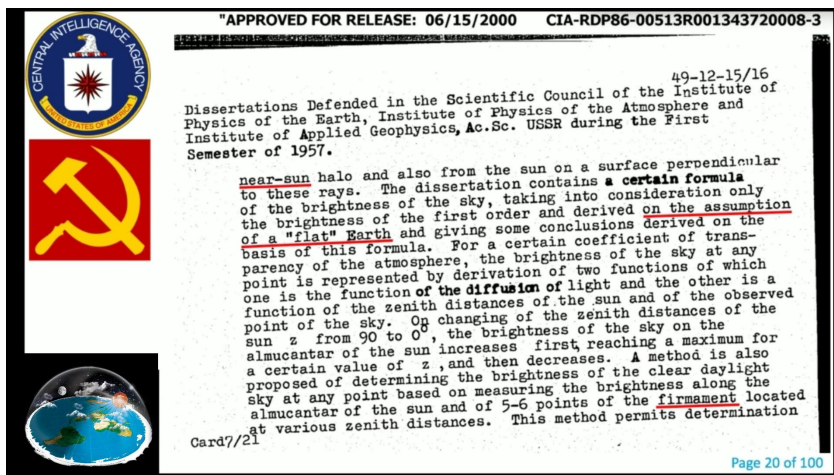 "APPROVED FOR RELEASE: 06/15/2000 CIA-RDP86-00513R001343720008-3
CENTRAL INTELLIGENCE AGENCY
UNITED STATES OF AMERICA
49-12-15/16
Dissertations Defended in the Scientific Council of the Institute of
Physics of the Earth, Institute of Physics of the Atmosphere and
Institute of Applied Geophysics, Ac.Sc. USSR during the First
Semester of 1957.
near-sun halo and also from the sun on a surface perpendicular
to these rays. The dissertation contains a certain formula
of the brightness of the sky, taking into consideration only
the brightness of the first order and derived on the assumption
of a "flat" Earth and giving some conclusions derived on the
basis of this formula. For a certain coefficient of trans-
parency of the atmosphere, the brightness of the sky at any
point is represented by derivation of two functions of which
one is the function of the diffusion of light and the other is a
function of the zenith distances of the sun and of the observed
point of the sky. On changing of the zenith distances of the
sun z from 90 to 0°, the brightness of the sky on the
almucantar of the sun increases first, reaching a maximum for
a certain value of z, and then decreases. A method is also
proposed of determining the brightness of the clear daylight
sky at any point based on measuring the brightness along the
almucantar of the sun and of 5-6 points of the firmament located
at various zenith distances. This method permits determination
Card7/21
Page 20 of 100